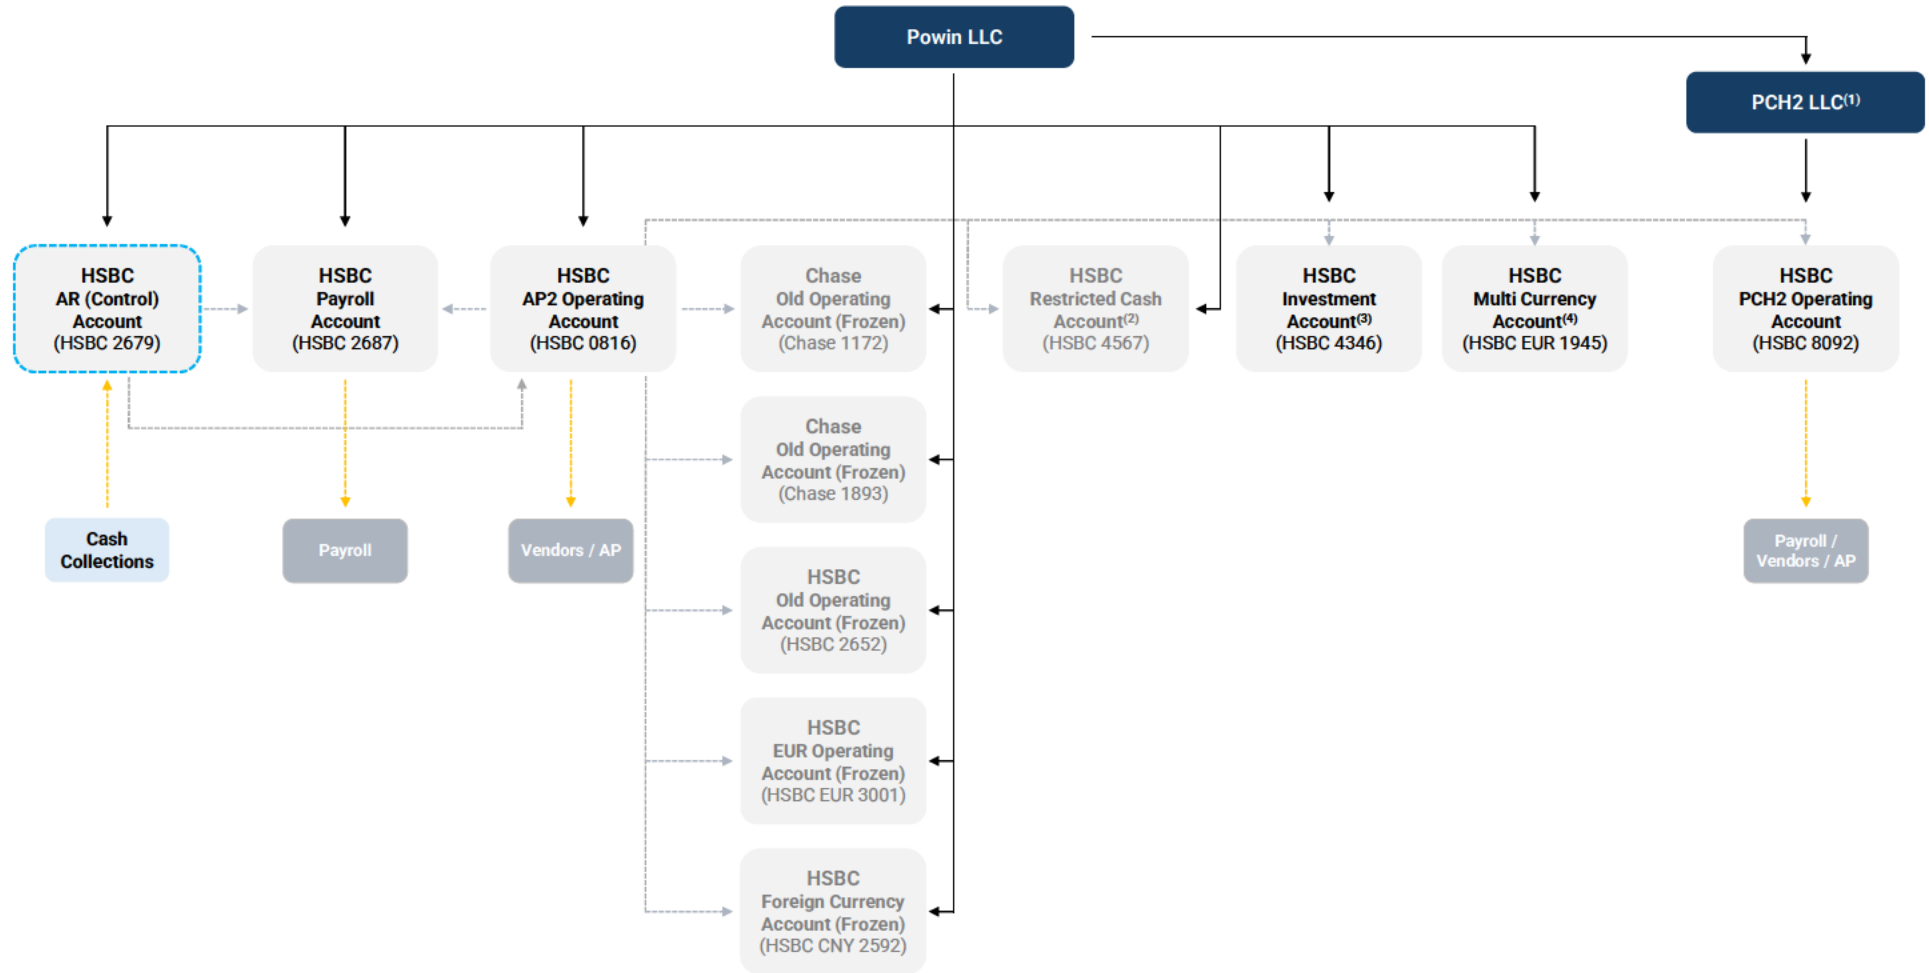 Powin LLC
PCH2 LLC(1)
HSBC
AR (Control)
Account
(HSBC 2679)
HSBC
Payroll
Account
(HSBC 2687)
HSBC
AP2 Operating
Account
(HSBC 0816)
Chase
Old Operating
Account (Frozen)
(Chase 1172)
HSBC
Restricted Cash
Account(2)
(HSBC 4567)
HSBC
Investment
Account(3)
(HSBC 4346)
HSBC
Multi Currency
Account(4)
(HSBC EUR 1945)
HSBC
PCH2 Operating
Account
(HSBC 8092)
Chase
Old Operating
Account (Frozen)
(Chase 1893)
Cash
Collections
Payroll
Vendors / AP
Payroll /
Vendors / AP
HSBC
Old Operating
Account (Frozen)
(HSBC 2652)
HSBC
EUR Operating
Account (Frozen)
(HSBC EUR 3001)
HSBC
Foreign Currency
Account (Frozen)
(HSBC CNY 2592)